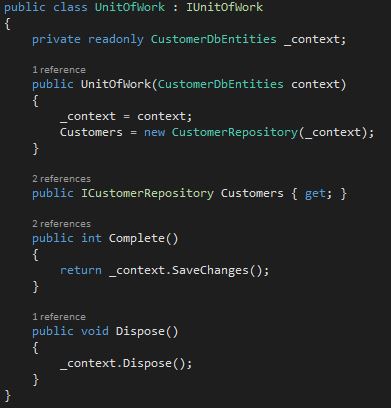 public class UnitOfWork : IUnitOfWork
{
    private readonly CustomerDbEntities _context;
    1 reference
    public UnitOfWork(CustomerDbEntities context)
    {
        _context = context;
        Customers = new CustomerRepository(_context);
    }
    2 references
    public ICustomerRepository Customers { get; }
    2 references
    public int Complete()
    {
        return _context.SaveChanges();
    }
    1 reference
    public void Dispose()
    {
        _context.Dispose();
    }
}